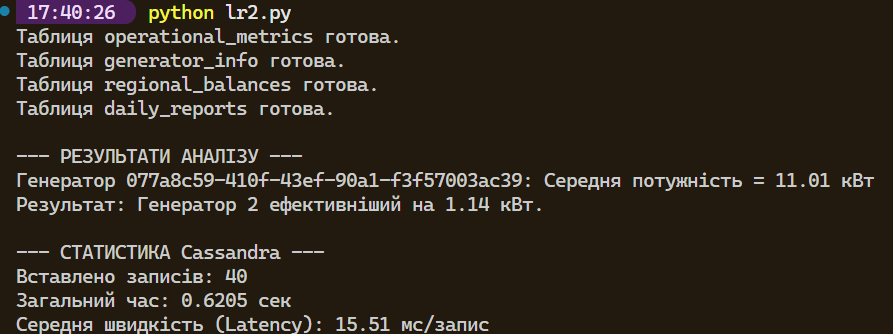 17:40:26 python lr2.py
Таблиця operational_metrics готова.
Таблиця generator_info готова.
Таблиця regional_balances готова.
Таблиця daily_reports готова.
--- РЕЗУЛЬТАТИ АНАЛІЗУ ---
Генератор 077a8c59-410f-43ef-90a1-f3f57003ac39: Середня потужність = 11.01 кВт
Результат: Генератор 2 ефективніший на 1.14 кВт.
--- СТАТИСТИКА Cassandra ---
Вставлено записів: 40
Загальний час: 0.6205 сек
Середня швидкість (Latency): 15.51 мс/запис